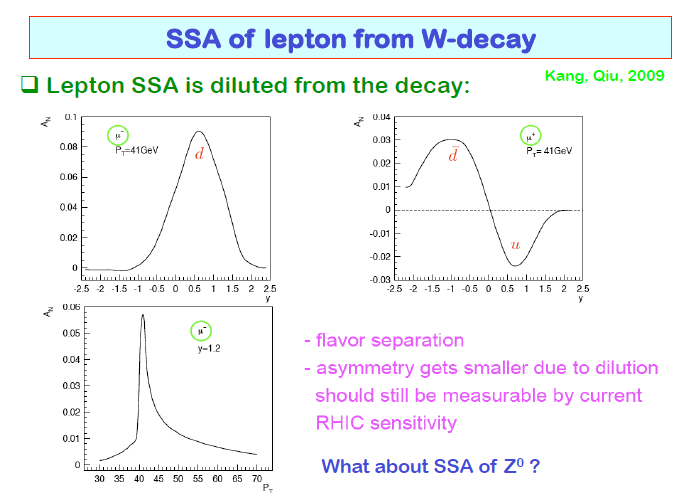 SSA of lepton from W-decay
❑ Lepton SSA is diluted from the decay:
Kang, Qiu, 2009
0.1
0.08
0.06
0.04
0.02
0
A_N
μ⁻
P_T=41GeV
d
-2.5 -2 -1.5 -1 -0.5 0 0.5 1 1.5 2 2.5
y
0.04
0.03
0.02
0.01
0
-0.01
-0.02
-0.03
A_N
μ⁺
P_T= 41GeV
d̄
u
-2.5 -2 -1.5 -1 -0.5 0 0.5 1 1.5 2 2.5
y
0.06
0.05
0.04
0.03
0.02
0.01
0
A_N
μ⁻
y=1.2
30 35 40 45 50 55 60 65 70
P_T
- flavor separation
- asymmetry gets smaller due to dilution
should still be measurable by current
RHIC sensitivity
What about SSA of Z⁰ ?